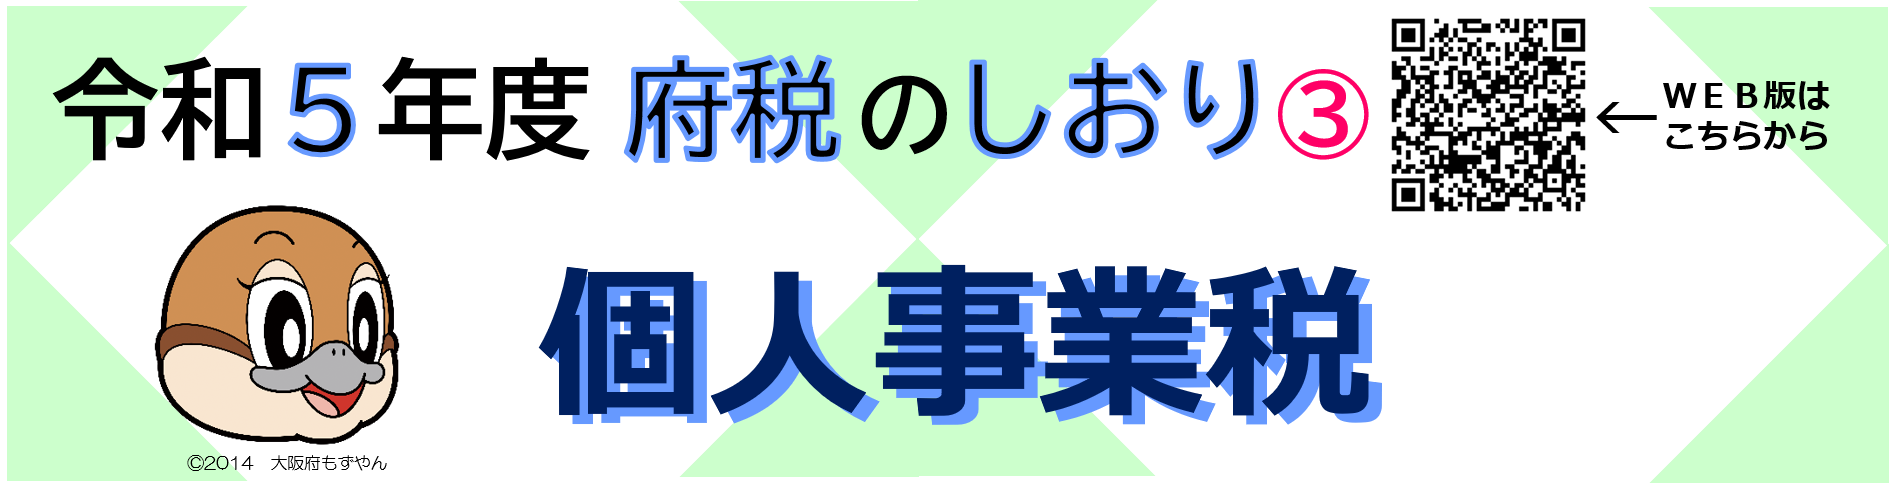 令和５年度 府税のしおり③
←ＷＥＢ版は
こちらから
個人事業税
©2014　大阪府もずやん